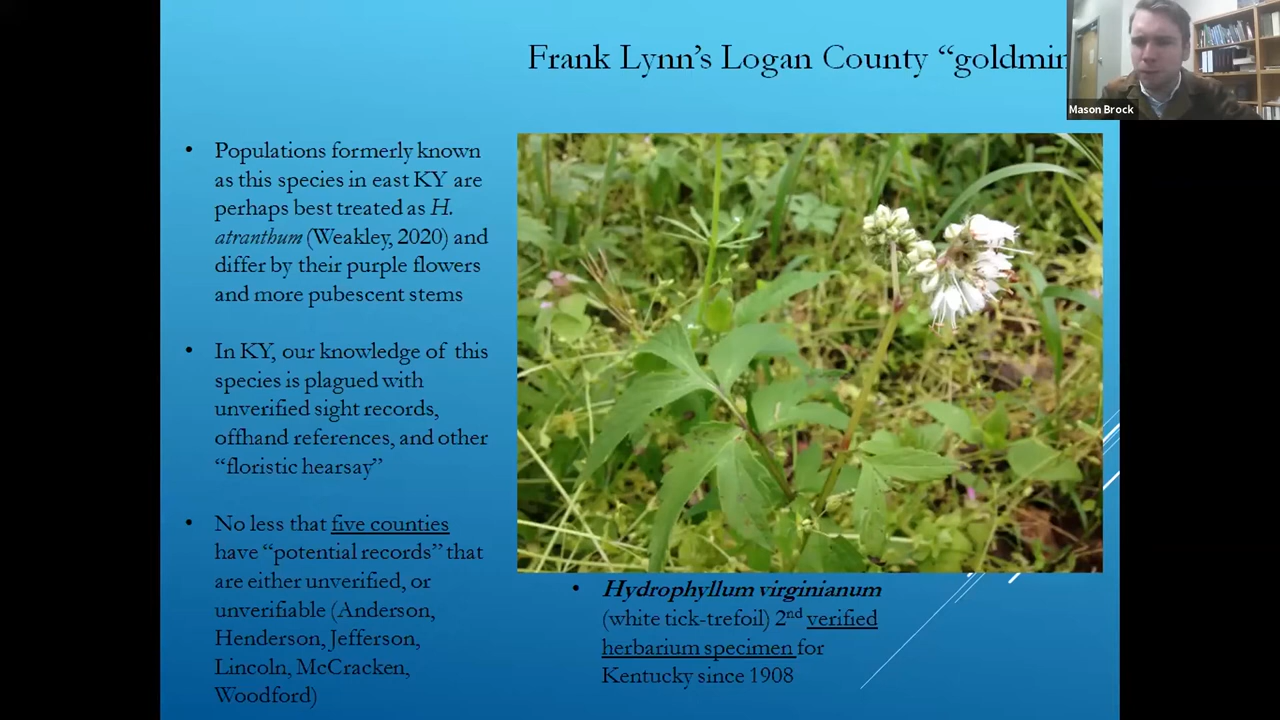 Frank Lynn's Logan County “goldmin
Mason Brock
• Populations formerly known
as this species in east KY are
perhaps best treated as H.
atranthum (Weakley, 2020) and
differ by their purple flowers
and more pubescent stems
• In KY, our knowledge of this
species is plagued with
unverified sight records,
offhand references, and other
“floristic hearsay”
• No less that five counties
have “potential records” that
are either unverified, or
unverifiable (Anderson,
Henderson, Jefferson,
Lincoln, McCracken,
Woodford)
• Hydrophyllum virginianum
(white tick-trefoil) 2nd verified
herbarium specimen for
Kentucky since 1908